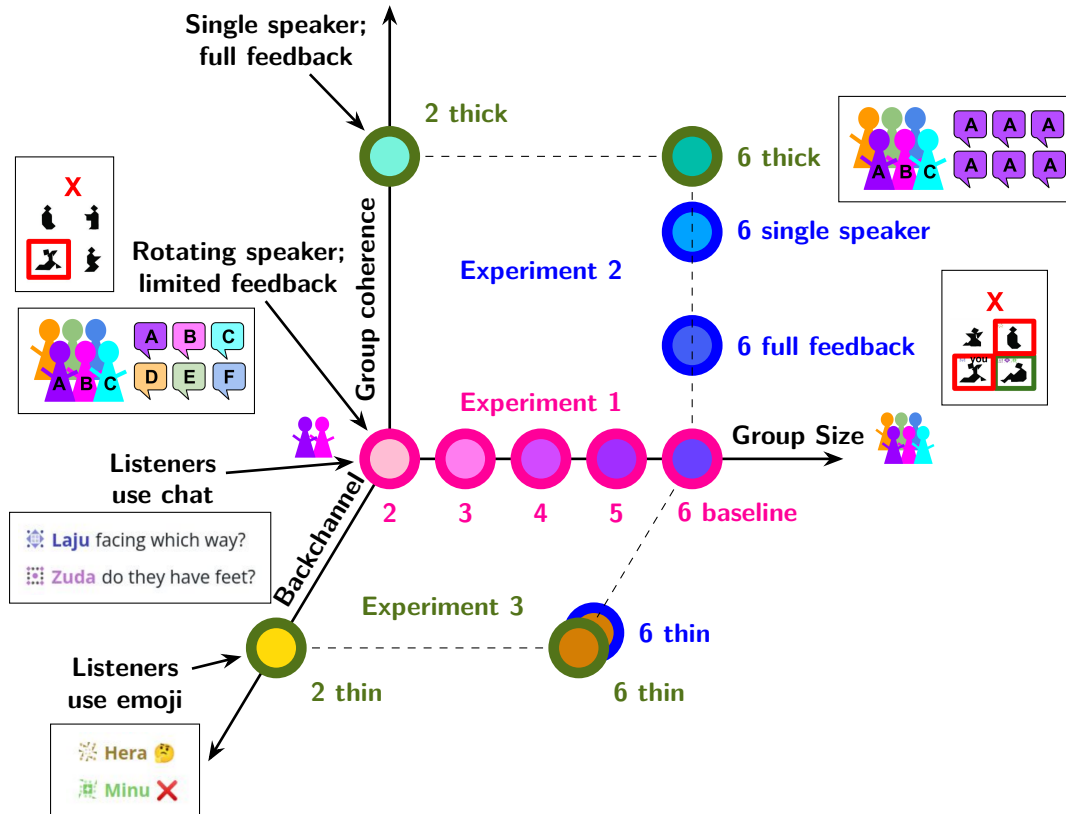 Single speaker;
full feedback
2 thick
6 thick
A A A
A A A
A B C
X
Group coherence
6 single speaker
Rotating speaker;
limited feedback
Experiment 2
X
you
6 full feedback
A B C
D E F
A B C
Experiment 1
Group Size
Listeners
use chat
2 3 4 5 6 baseline
Laju facing which way?
Zuda do they have feet?
Backchannel
Experiment 3
6 thin
Listeners
use emoji
2 thin
6 thin
Hera 🤔
Minu ❌